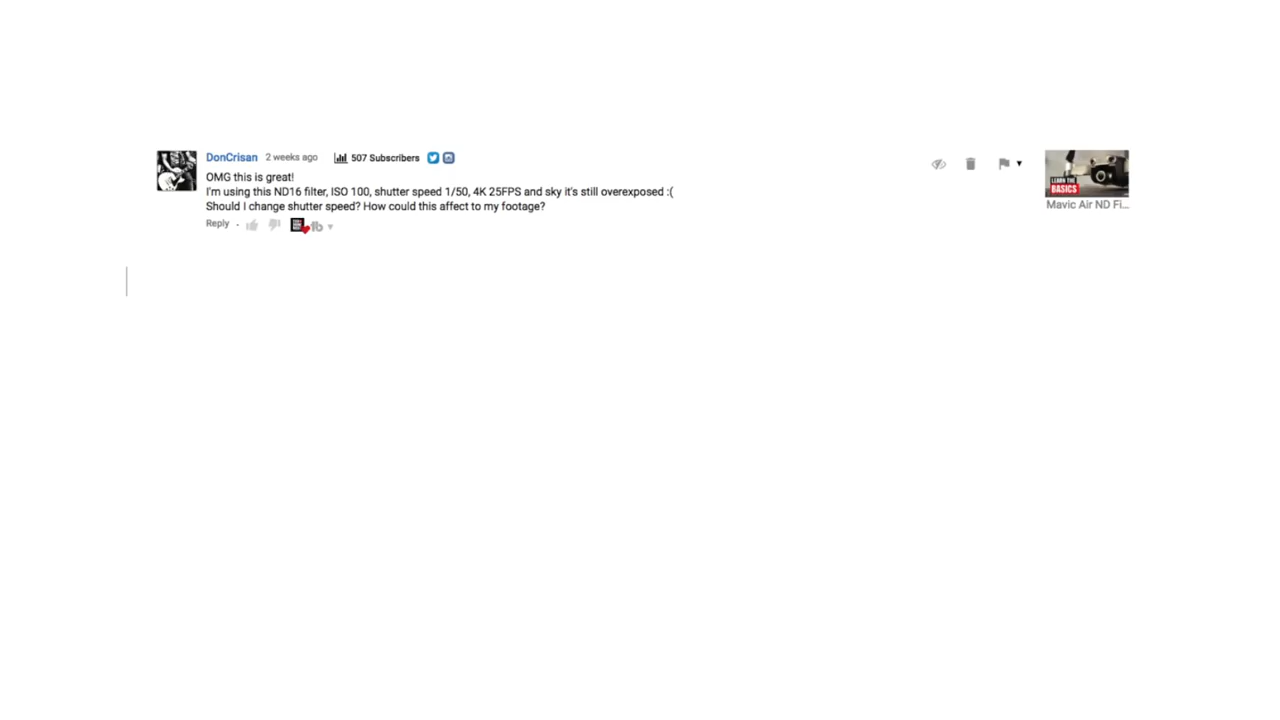 DonCrisan 2 weeks ago 507 Subscribers
OMG this is great!
I'm using this ND16 filter, ISO 100, shutter speed 1/50, 4K 25FPS and sky it's still overexposed :(
Should I change shutter speed? How could this affect to my footage?
Reply
LEARN THE
BASICS
Mavic Air ND Fi...